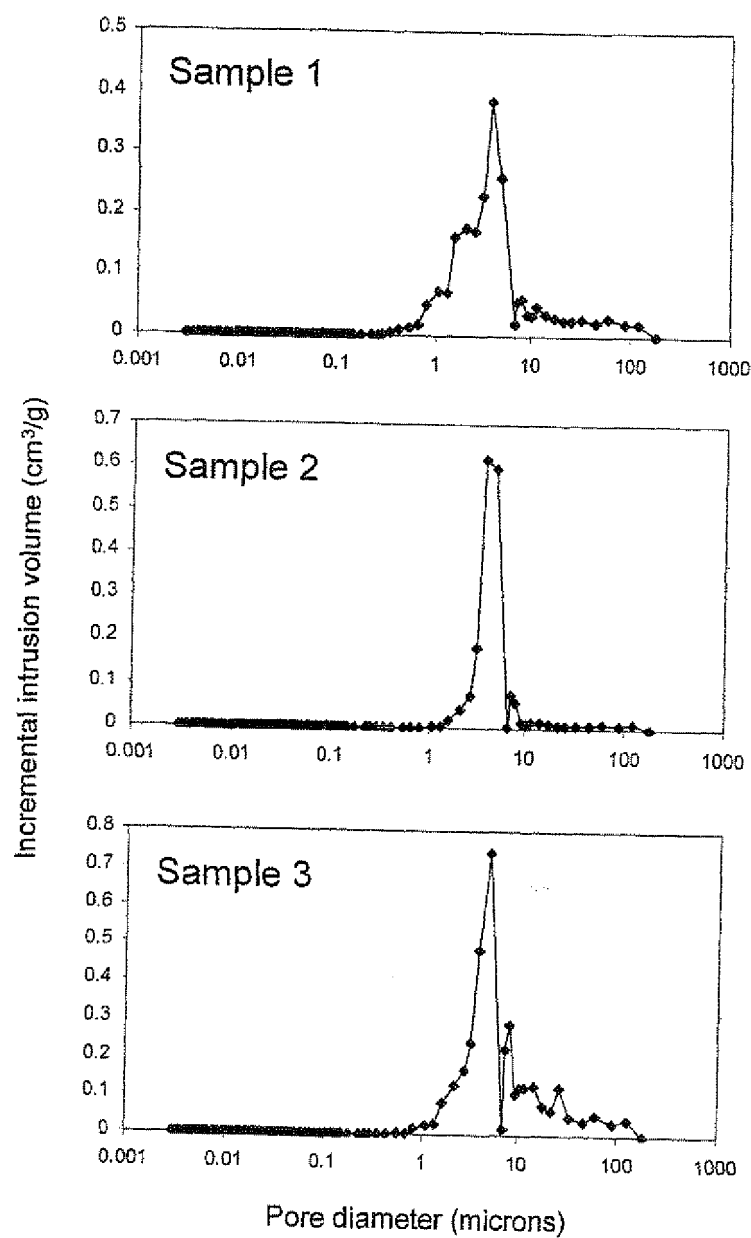 Incremental intrusion volume (cm³/g)
Sample 1
0.5
0.4
0.3
0.2
0.1
0
0.001 0.01 0.1 1 10 100 1000
Sample 2
0.7
0.6
0.5
0.4
0.3
0.2
0.1
0
0.001 0.01 0.1 1 10 100 1000
Sample 3
0.8
0.7
0.6
0.5
0.4
0.3
0.2
0.1
0
0.001 0.01 0.1 1 10 100 1000
Pore diameter (microns)